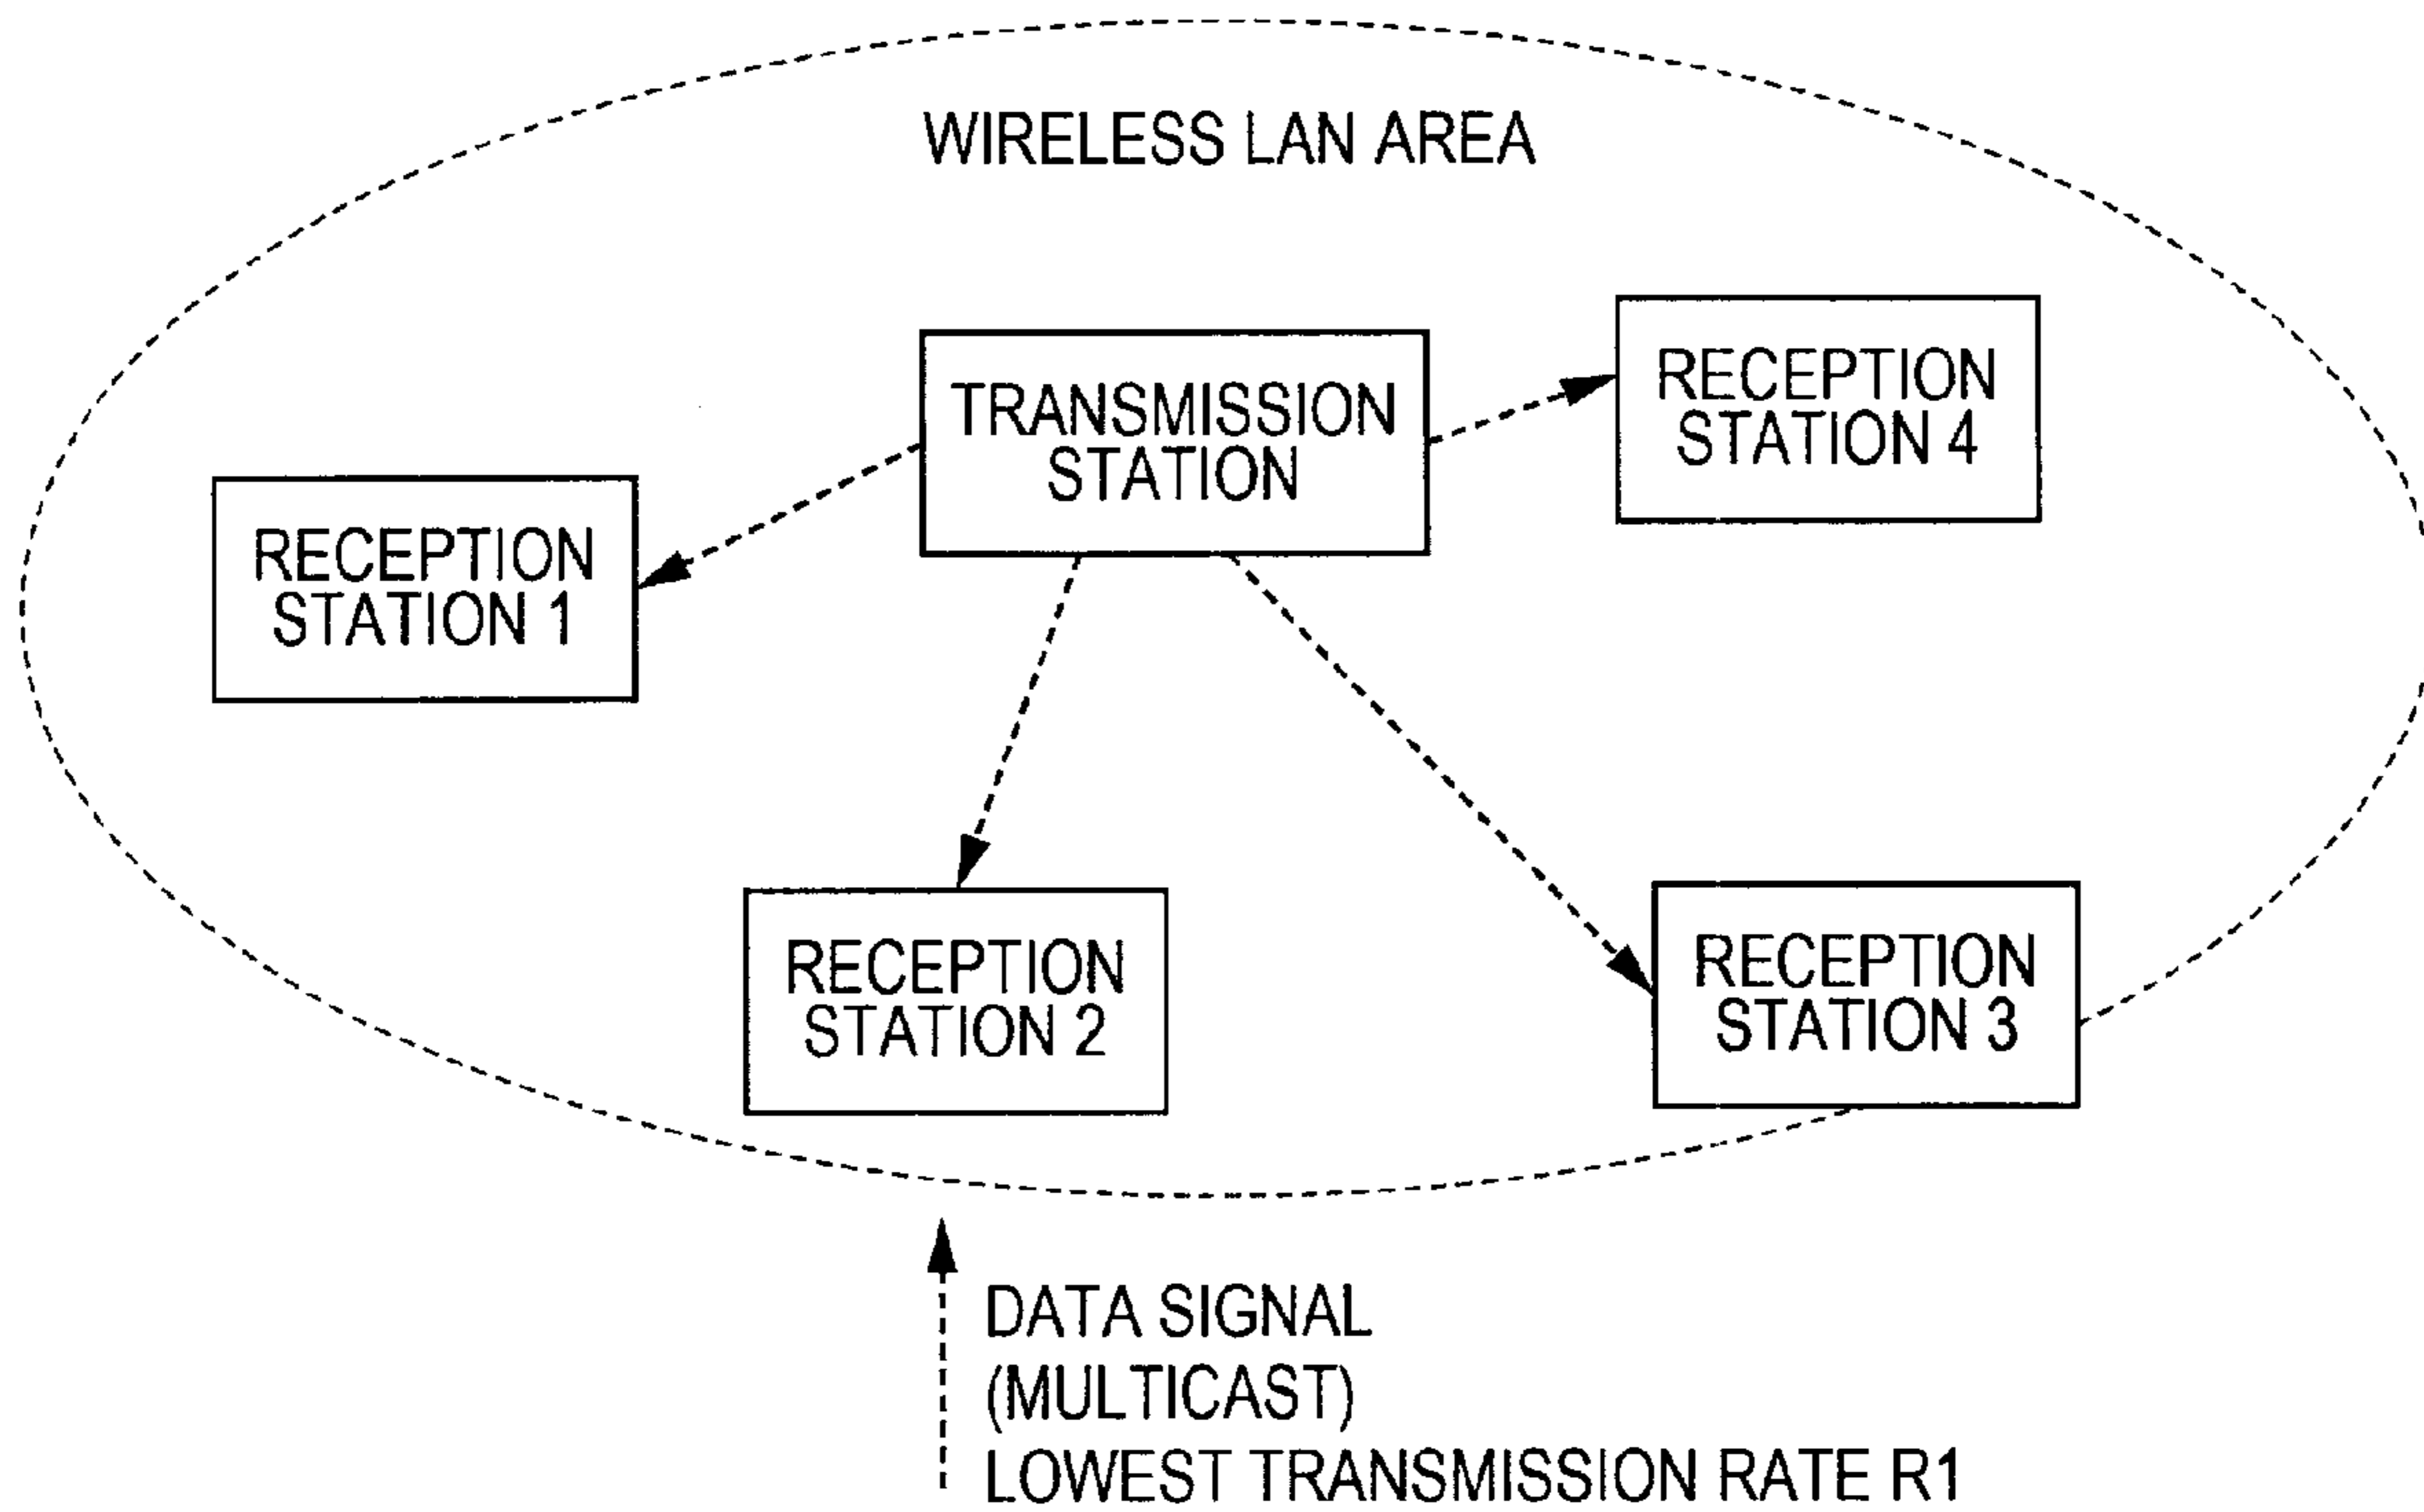 WIRELESS LAN AREA
TRANSMISSION
STATION
RECEPTION
STATION 4
RECEPTION
STATION 1
RECEPTION
STATION 2
RECEPTION
STATION 3
DATA SIGNAL
(MULTICAST)
LOWEST TRANSMISSION RATE R1